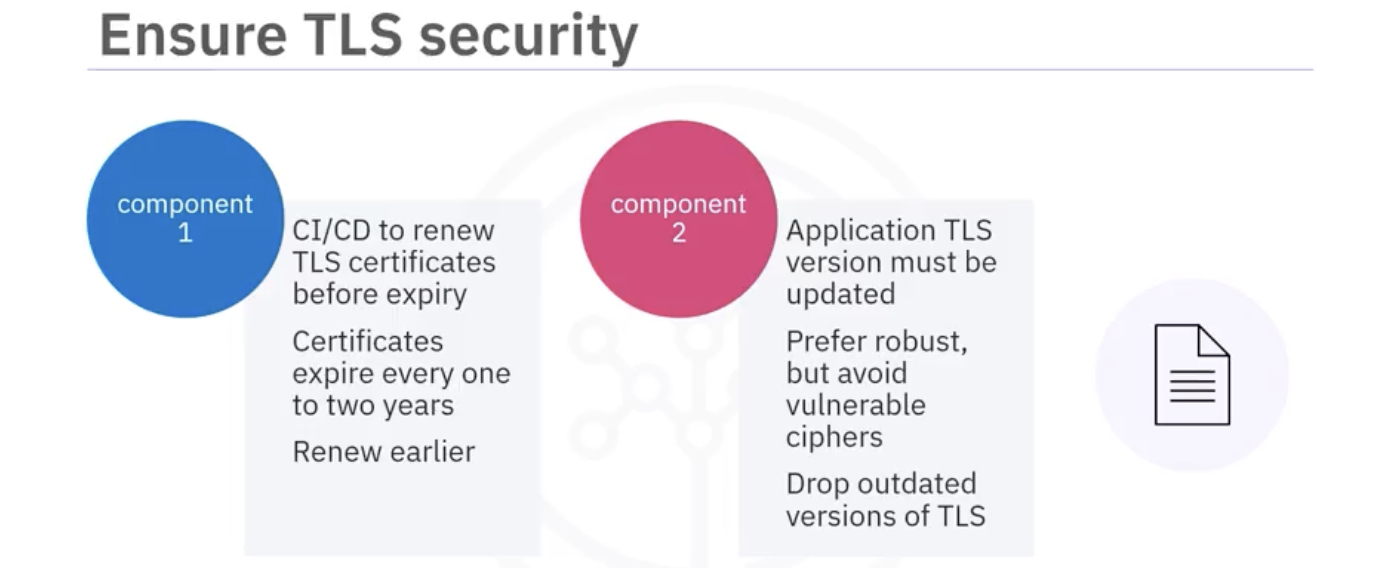 Ensure TLS security
component
1
CI/CD to renew
TLS certificates
before expiry
Certificates
expire every one
to two years
Renew earlier
component
2
Application TLS
version must be
updated
Prefer robust,
but avoid
vulnerable
ciphers
Drop outdated
versions of TLS